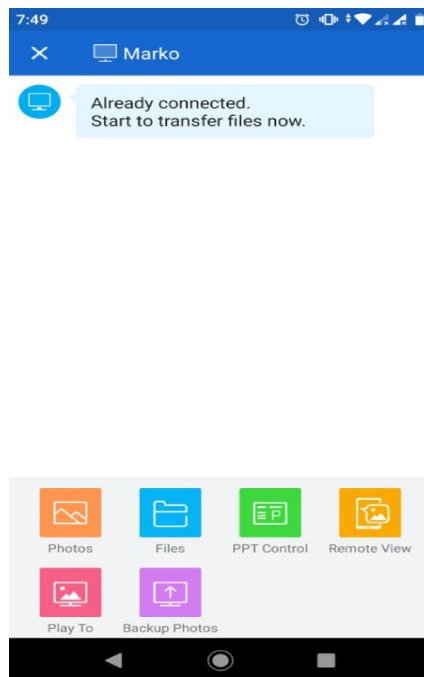 7:49
Marko
Already connected.
Start to transfer files now.
Photos
Files
PPT Control
Remote View
Play To
Backup Photos